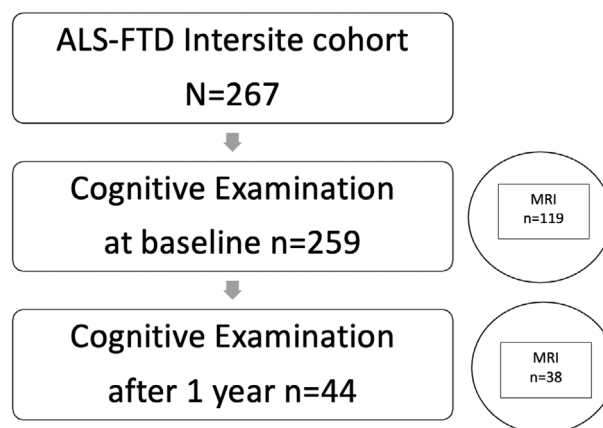 ALS-FTD Intersite cohort
N=267
Cognitive Examination
at baseline n=259
MRI
n=119
Cognitive Examination
after 1 year n=44
MRI
n=38